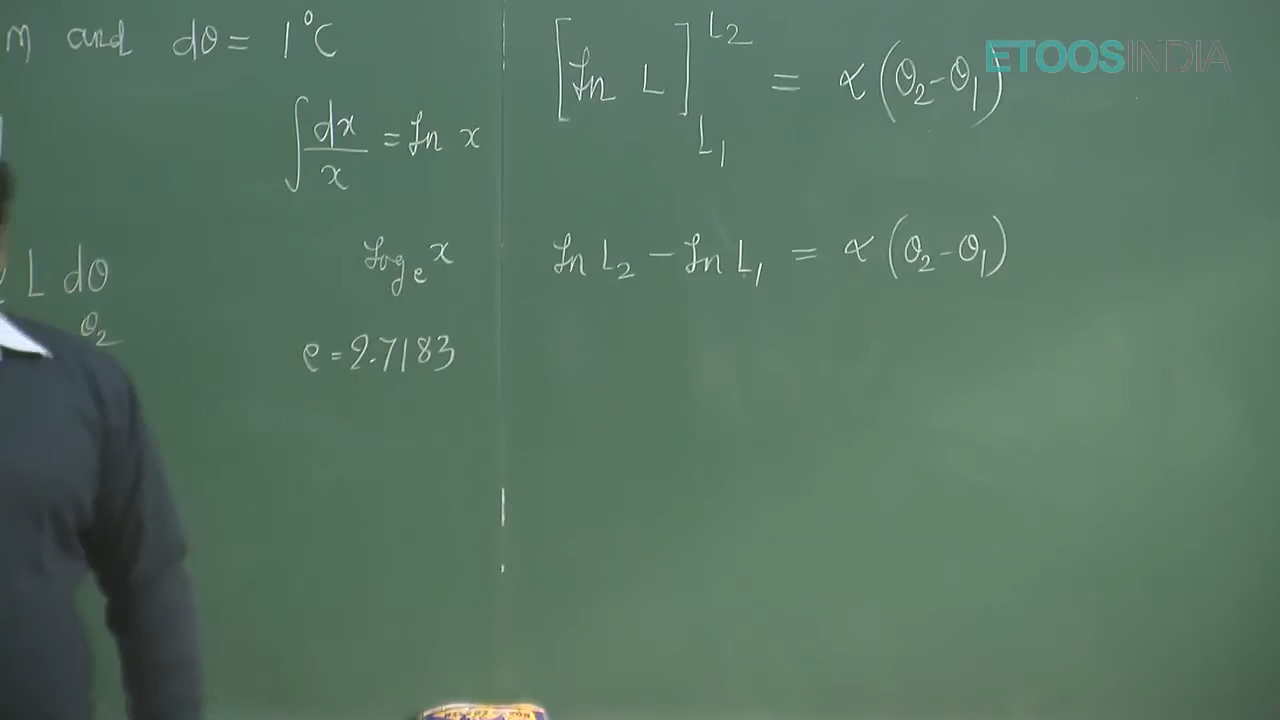 m and dθ = 1°C
∫ dx/x = ln x
log_e x
L dθ
θ₂
e = 2.7183
[ln L]_{L₁}^{L₂} = α(θ₂ - θ₁)
ln L₂ - ln L₁ = α(θ₂ - θ₁)
ETOOSINDIA